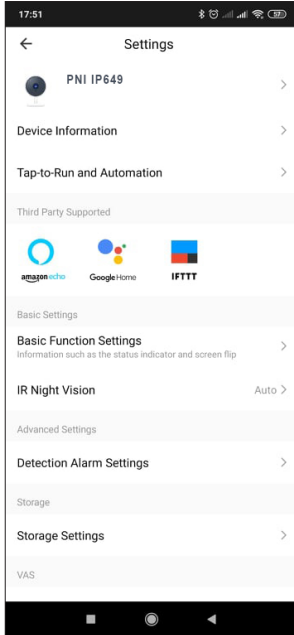 17:51
57
Settings
PNI IP649
Device Information
Tap-to-Run and Automation
Third Party Supported
amazon echo
Google Home
IFTTT
Basic Settings
Basic Function Settings
Information such as the status indicator and screen flip
IR Night Vision
Auto
Advanced Settings
Detection Alarm Settings
Storage
Storage Settings
VAS